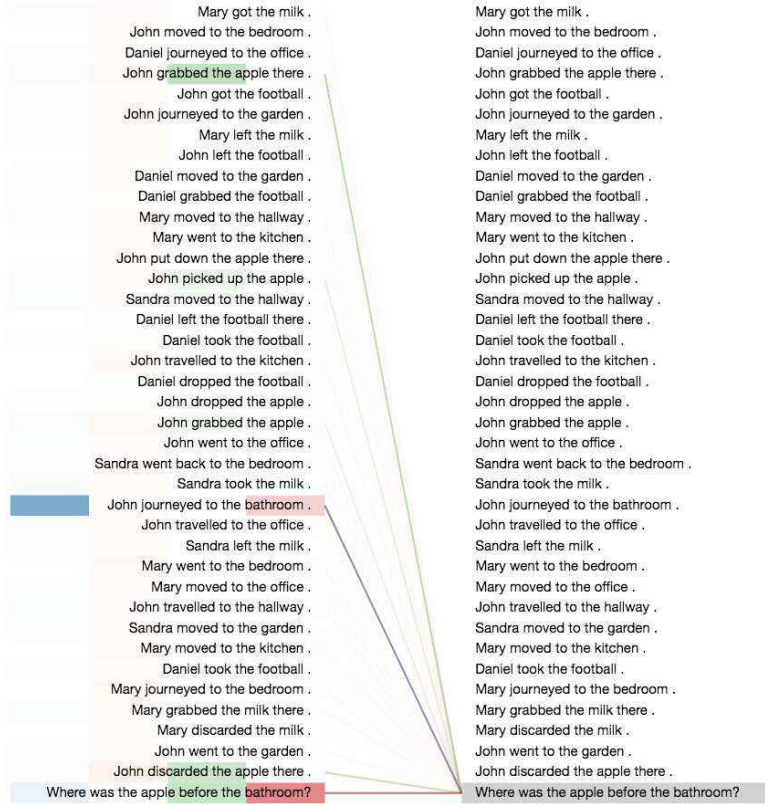 Mary got the milk .
John moved to the bedroom .
Daniel journeyed to the office .
John grabbed the apple there .
John got the football .
John journeyed to the garden .
Mary left the milk .
John left the football .
Daniel moved to the garden .
Daniel grabbed the football .
Mary moved to the hallway .
Mary went to the kitchen .
John put down the apple there .
John picked up the apple .
Sandra moved to the hallway .
Daniel left the football there .
Daniel took the football .
John travelled to the kitchen .
Daniel dropped the football .
John dropped the apple .
John grabbed the apple .
John went to the office .
Sandra went back to the bedroom .
Sandra took the milk .
John journeyed to the bathroom .
John travelled to the office .
Sandra left the milk .
Mary went to the bedroom .
Mary moved to the office .
John travelled to the hallway .
Sandra moved to the garden .
Mary moved to the kitchen .
Daniel took the football .
Mary journeyed to the bedroom .
Mary grabbed the milk there .
Mary discarded the milk .
John went to the garden .
John discarded the apple there .
Where was the apple before the bathroom?
Mary got the milk .
John moved to the bedroom .
Daniel journeyed to the office .
John grabbed the apple there .
John got the football .
John journeyed to the garden .
Mary left the milk .
John left the football .
Daniel moved to the garden .
Daniel grabbed the football .
Mary moved to the hallway .
Mary went to the kitchen .
John put down the apple there .
John picked up the apple .
Sandra moved to the hallway .
Daniel left the football there .
Daniel took the football .
John travelled to the kitchen .
Daniel dropped the football .
John dropped the apple .
John grabbed the apple .
John went to the office .
Sandra went back to the bedroom .
Sandra took the milk .
John journeyed to the bathroom .
John travelled to the office .
Sandra left the milk .
Mary went to the bedroom .
Mary moved to the office .
John travelled to the hallway .
Sandra moved to the garden .
Mary moved to the kitchen .
Daniel took the football .
Mary journeyed to the bedroom .
Mary grabbed the milk there .
Mary discarded the milk .
John went to the garden .
John discarded the apple there .
Where was the apple before the bathroom?